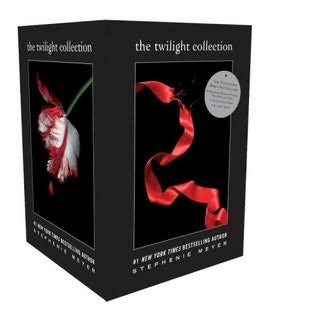 the twilight collection
#1 NEW YORK TIMES BESTSELLING AUTHOR
STEPHENIE MEYER
the twilight collection
#1 NEW YORK TIMES BESTSELLING AUTHOR
STEPHENIE MEYER